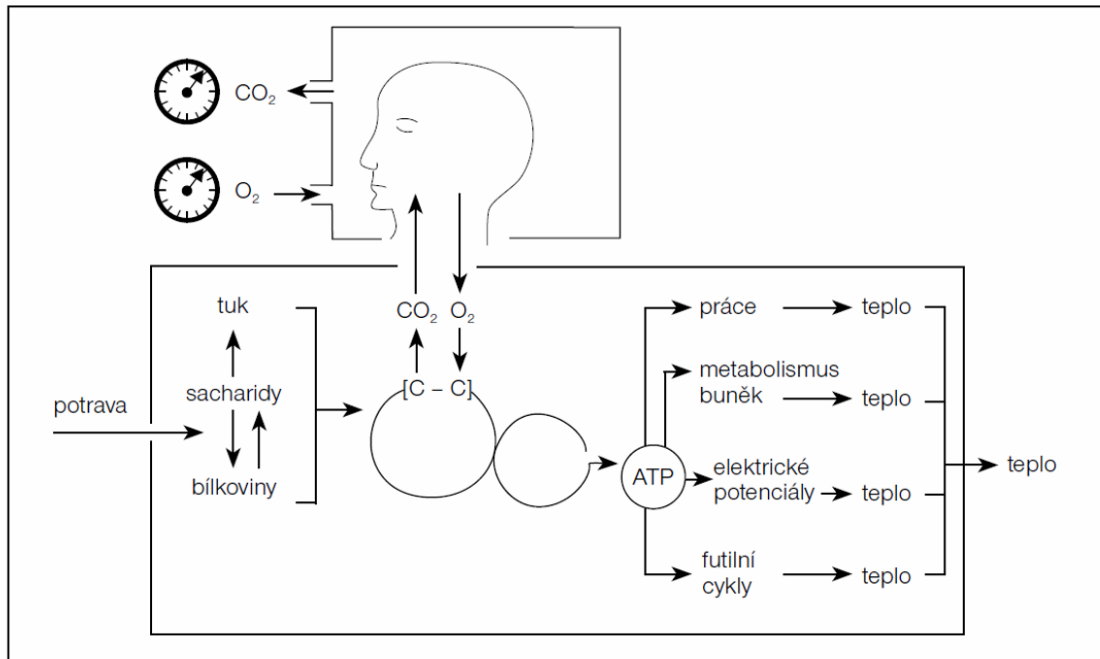 CO₂
O₂
tuk
sacharidy
bílkoviny
potrava
CO₂ O₂
[C – C]
ATP
práce
teplo
metabolismus
buněk
teplo
elektrické
potenciály
teplo
futilní
cykly
teplo
teplo